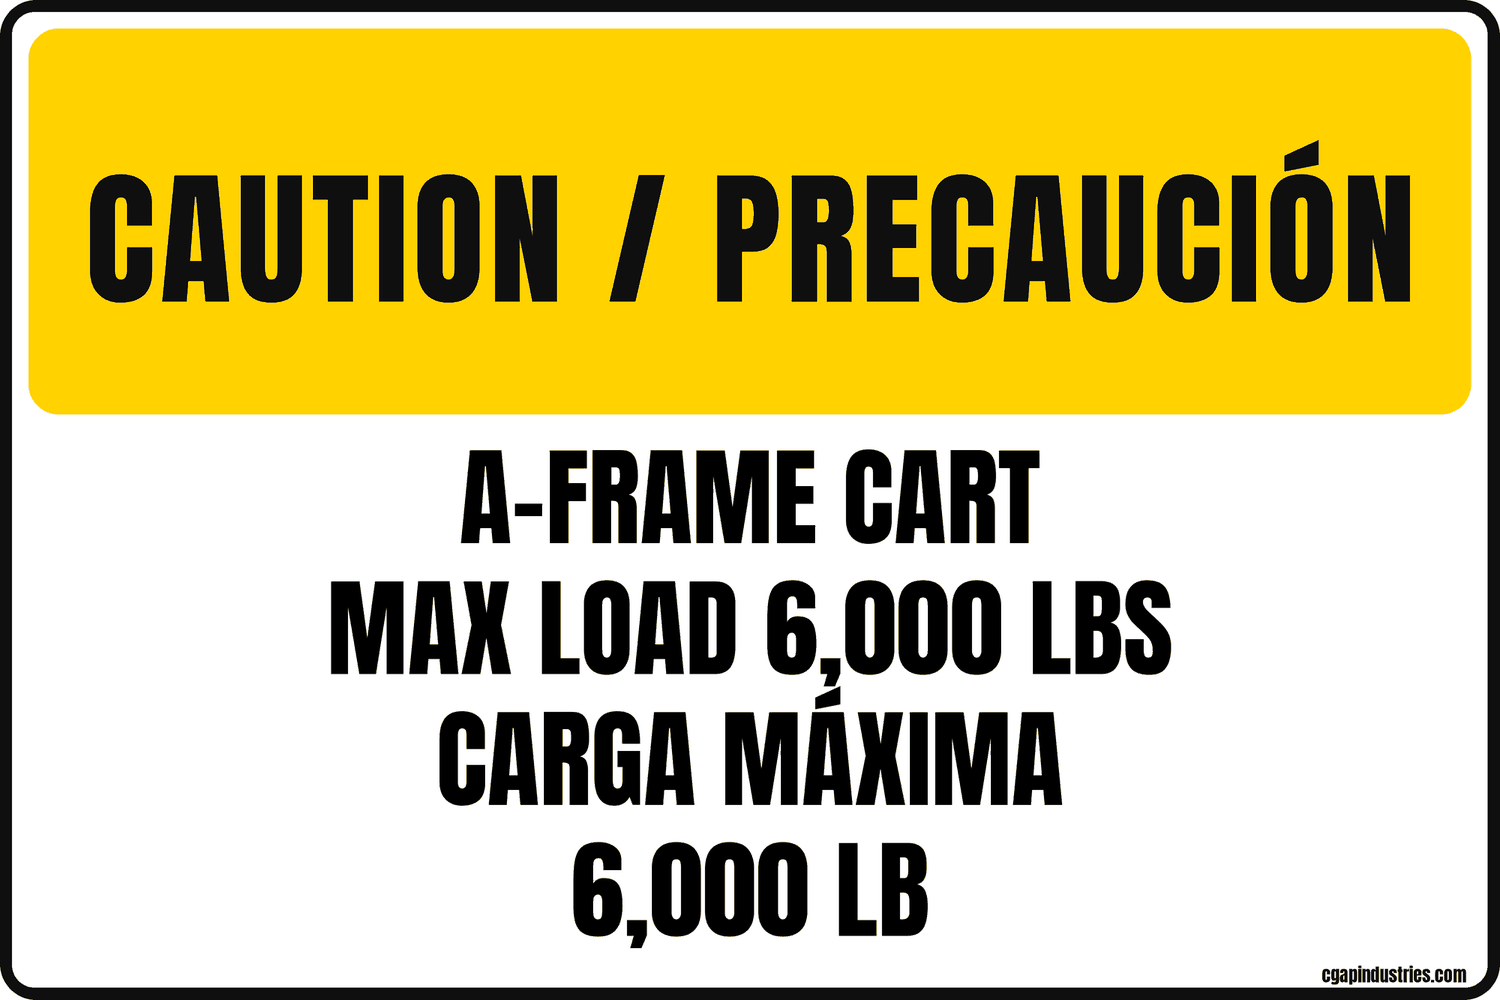 CAUTION / PRECAUCIÓN
A-FRAME CART
MAX LOAD 6,000 LBS
CARGA MÁXIMA
6,000 LB
cgapindustries.com